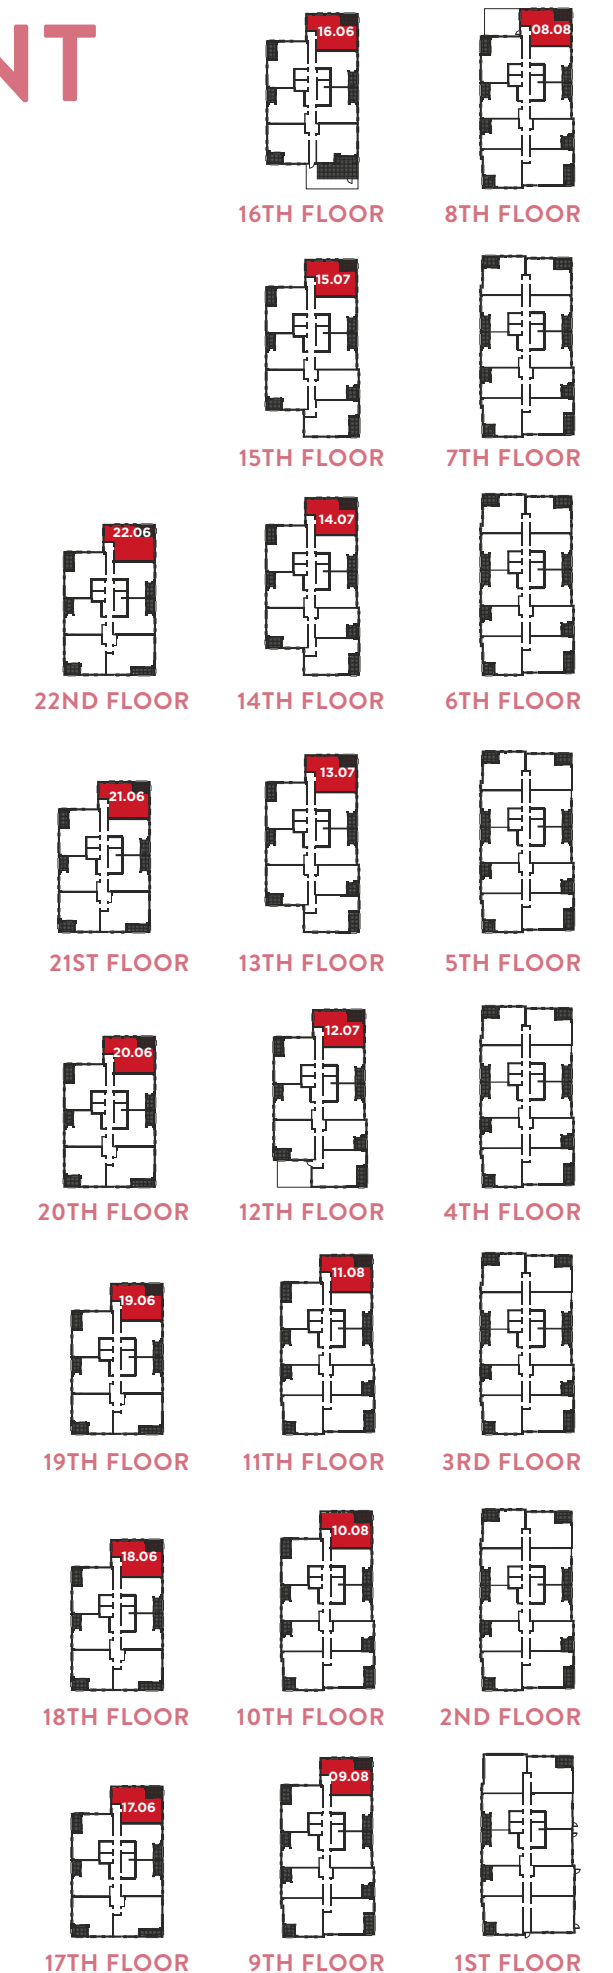 NT
16.06
08.08
16TH FLOOR
8TH FLOOR
15.07
15TH FLOOR
7TH FLOOR
22.06
14.07
22ND FLOOR
14TH FLOOR
6TH FLOOR
21.06
13.07
21ST FLOOR
13TH FLOOR
5TH FLOOR
20.06
12.07
20TH FLOOR
12TH FLOOR
4TH FLOOR
19.06
11.08
19TH FLOOR
11TH FLOOR
3RD FLOOR
18.06
10.08
18TH FLOOR
10TH FLOOR
2ND FLOOR
17.06
09.08
17TH FLOOR
9TH FLOOR
1ST FLOOR